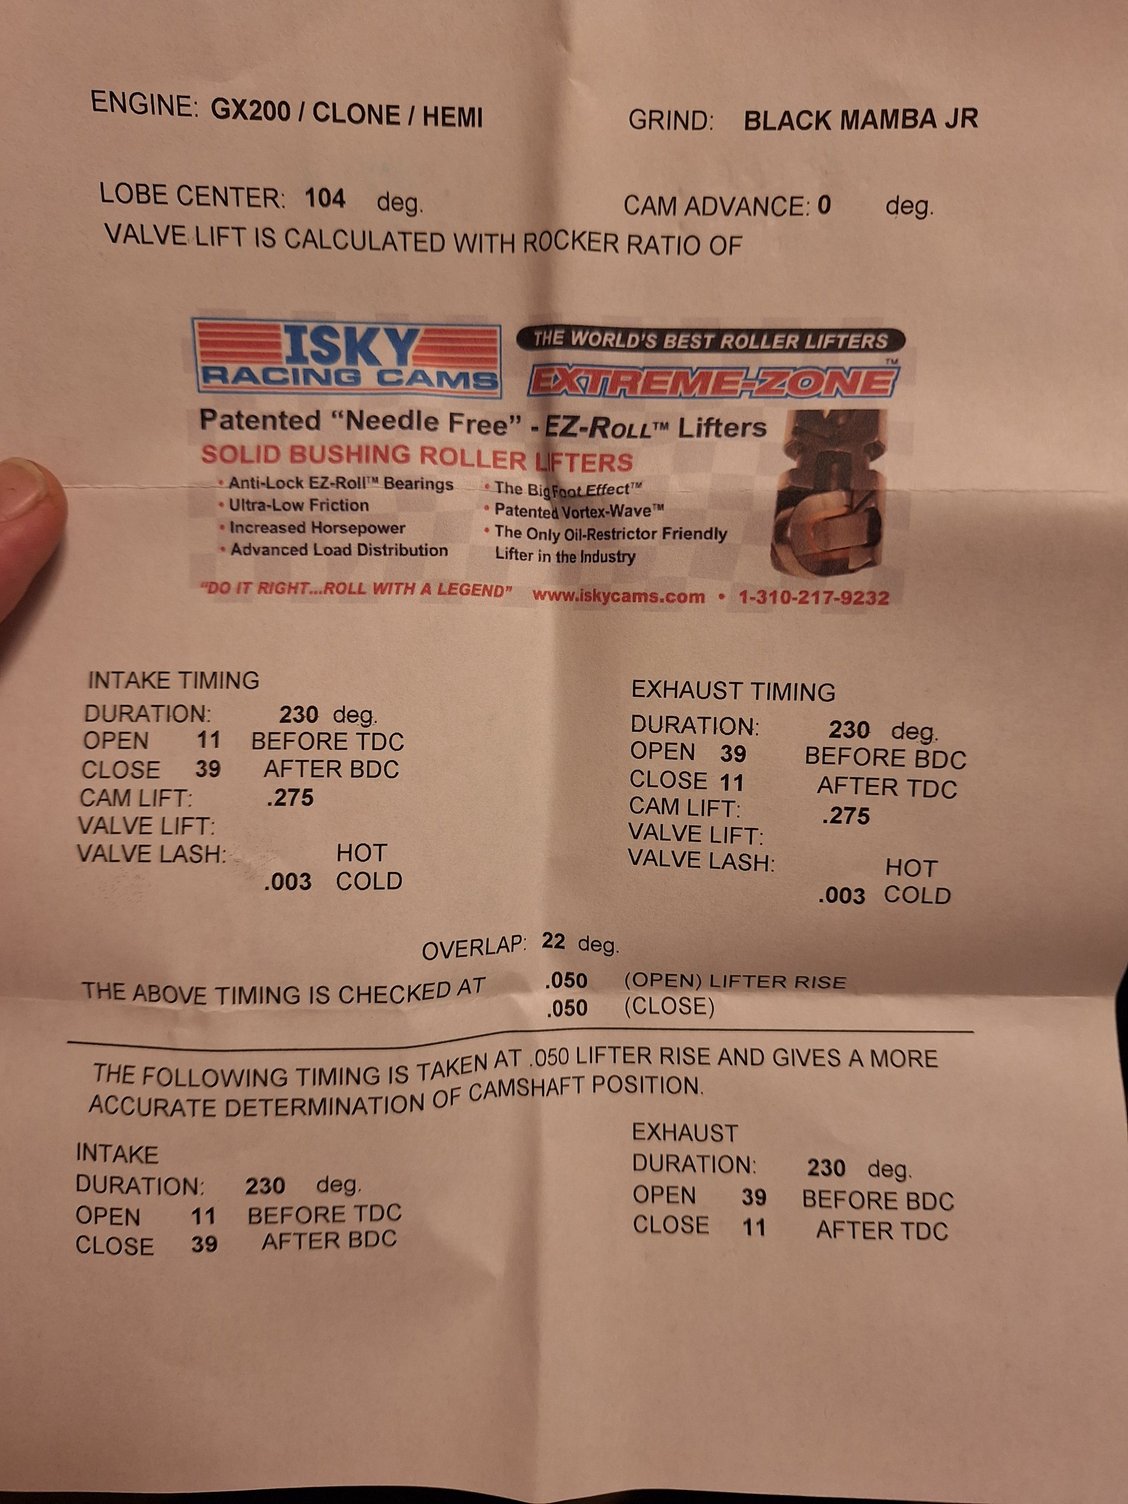 ENGINE: GX200 / CLONE / HEMI GRIND: BLACK MAMBA JR
LOBE CENTER: 104 deg. CAM ADVANCE: 0 deg.
VALVE LIFT IS CALCULATED WITH ROCKER RATIO OF
ISKY
RACING CAMS
THE WORLD'S BEST ROLLER LIFTERS
EXTREME-ZONE™
Patented “Needle Free” - EZ-ROLL™ Lifters
SOLID BUSHING ROLLER LIFTERS
• Anti-Lock EZ-Roll™ Bearings
• Ultra-Low Friction
• Increased Horsepower
• Advanced Load Distribution
• The BigFoot Effect™
• Patented Vortex-Wave™
• The Only Oil-Restrictor Friendly
Lifter in the Industry
"DO IT RIGHT...ROLL WITH A LEGEND" www.iskycams.com • 1-310-217-9232
INTAKE TIMING
DURATION: 230 deg.
OPEN 11 BEFORE TDC
CLOSE 39 AFTER BDC
CAM LIFT: .275
VALVE LIFT:
VALVE LASH: HOT
.003 COLD
EXHAUST TIMING
DURATION: 230 deg.
OPEN 39 BEFORE BDC
CLOSE 11 AFTER TDC
CAM LIFT: .275
VALVE LIFT:
VALVE LASH: HOT
.003 COLD
OVERLAP: 22 deg.
THE ABOVE TIMING IS CHECKED AT .050 (OPEN) LIFTER RISE
.050 (CLOSE)
THE FOLLOWING TIMING IS TAKEN AT .050 LIFTER RISE AND GIVES A MORE
ACCURATE DETERMINATION OF CAMSHAFT POSITION.
INTAKE
DURATION: 230 deg.
OPEN 11 BEFORE TDC
CLOSE 39 AFTER BDC
EXHAUST
DURATION: 230 deg.
OPEN 39 BEFORE BDC
CLOSE 11 AFTER TDC